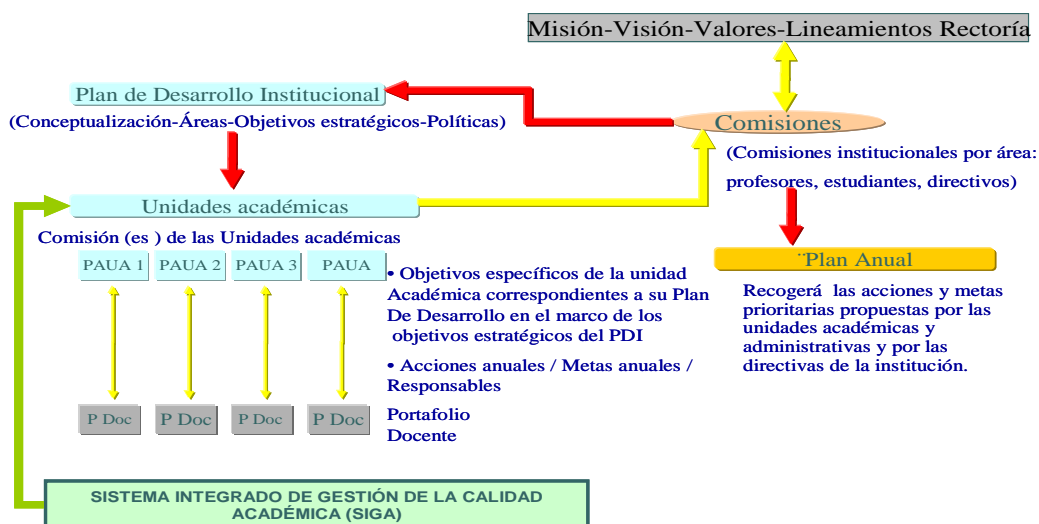 Misión-Visión-Valores-Lineamientos Rectoría
Plan de Desarrollo Institucional
(Conceptualización-Áreas-Objetivos estratégicos-Políticas)
Comisiones
(Comisiones institucionales por área:
profesores, estudiantes, directivos)
Unidades académicas
Comisión (es ) de las Unidades académicas
PAUA 1 PAUA 2 PAUA 3 PAUA
• Objetivos específicos de la unidad
Académica correspondientes a su Plan
De Desarrollo en el marco de los
objetivos estratégicos del PDI
• Acciones anuales / Metas anuales /
Responsables
¨Plan Anual
Recogerá las acciones y metas
prioritarias propuestas por las
unidades académicas y
administrativas y por las
directivas de la institución.
P Doc P Doc P Doc P Doc
Portafolio
Docente
SISTEMA INTEGRADO DE GESTIÓN DE LA CALIDAD
ACADÉMICA (SIGA)